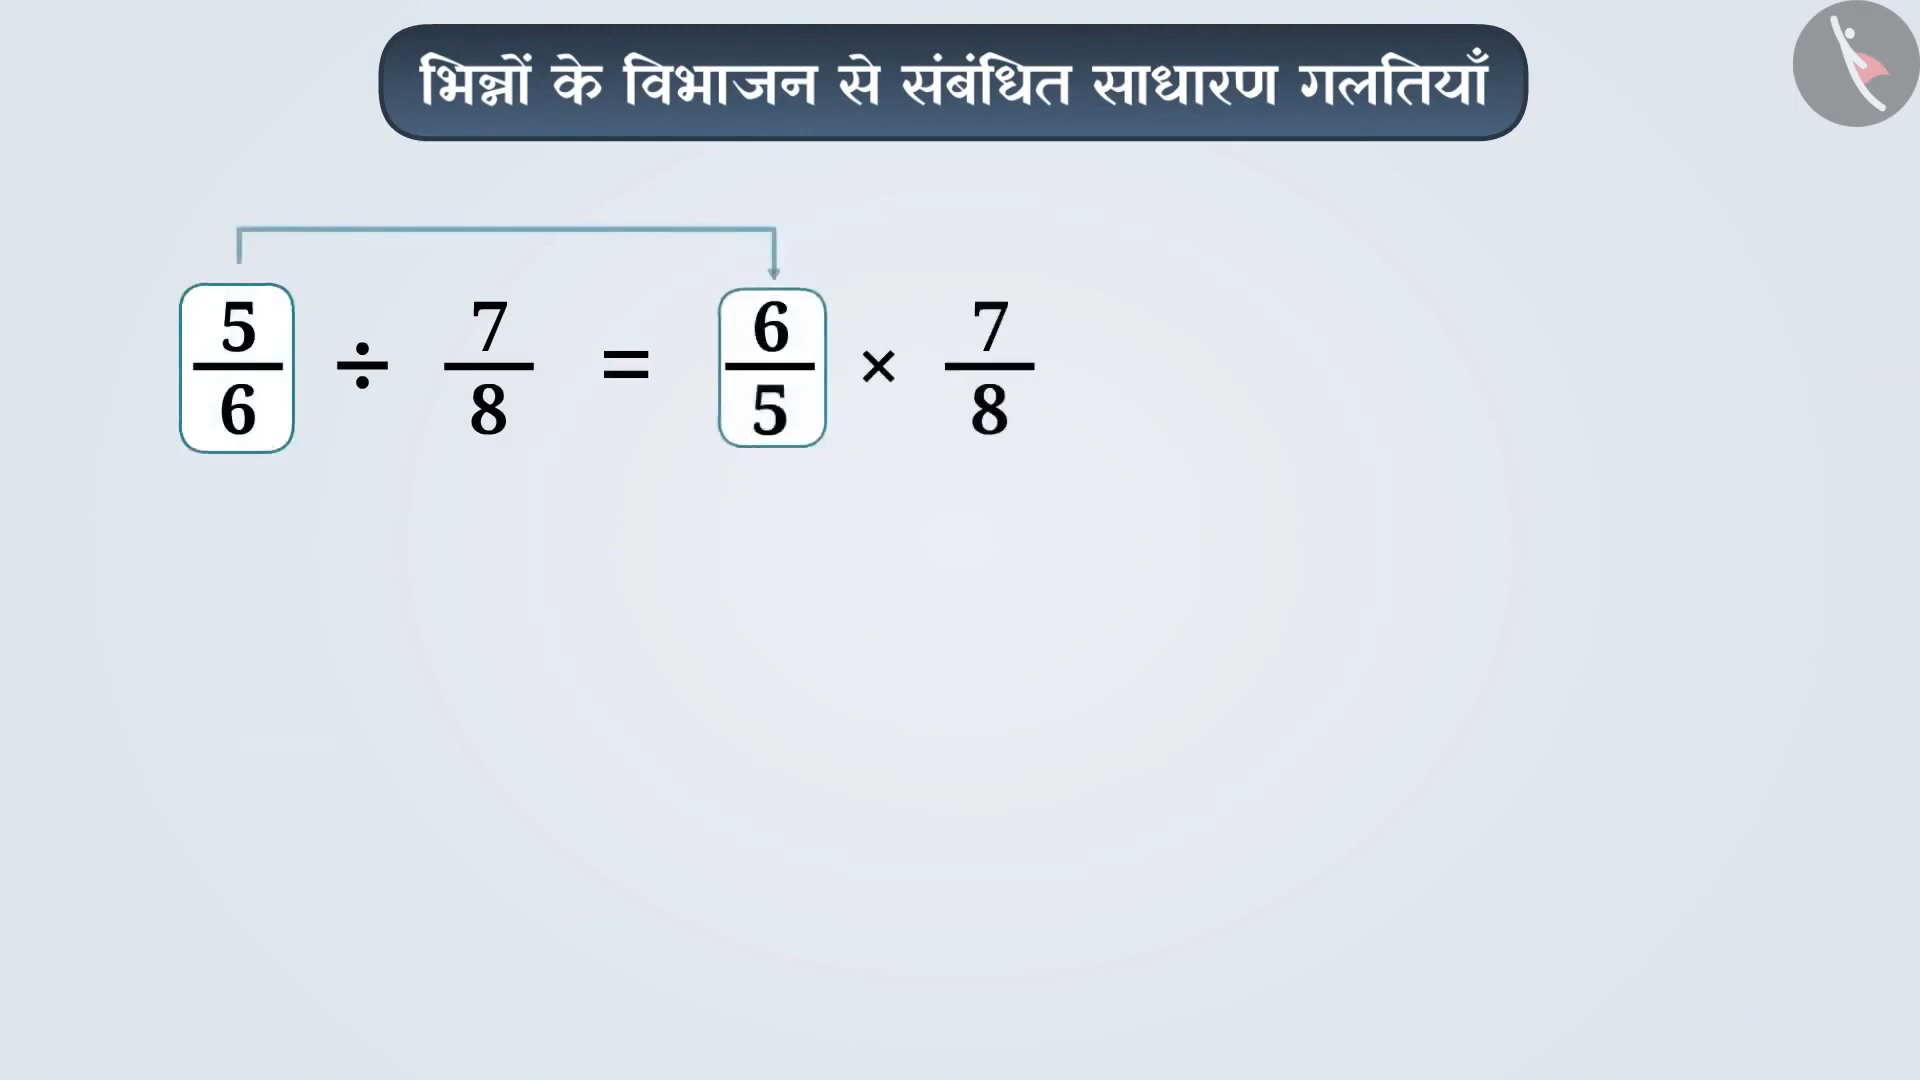 भिन्नों के विभाजन से संबंधित साधारण गलतियाँ
5/6 ÷ 7/8 = 6/5 × 7/8